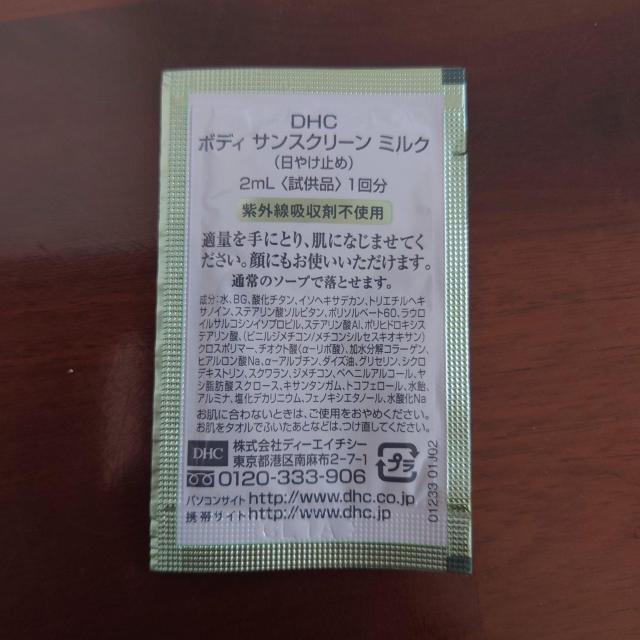 DHC
ボディ サンスクリーン ミルク
(日やけ止め)
2mL〈試供品〉1回分
紫外線吸収剤不使用
適量を手にとり、肌になじませてく
ださい。顔にもお使いいただけます。
通常のソープで落とせます。
成分:水、BG、酸化チタン、イソヘキサデカン、トリエチルヘキ
サノイン、ステアリン酸ソルビタン、ポリソルベート60、ラウロ
イルサルコシンイソプロピル、ステアリン酸Al、ポリヒドロキシス
テアリン酸、(ビニルジメチコン/メチコンシルセスキオキサン)
クロスポリマー、チオクト酸(α-リポ酸)、加水分解コラーゲン、
ヒアルロン酸Na、α-アルブチン、ダイズ油、グリセリン、シクロ
デキストリン、スクワラン、ジメチコン、ベヘニルアルコール、ヤ
シ脂肪酸スクロース、キサンタンガム、トコフェロール、水飴、
アルミナ、塩化デカリニウム、フェノキシエタノール、水酸化Na
お肌に合わないときは、ご使用をおやめください。
お肌をタオルでふいたあとなどは、つけ直してください。
DHC 株式会社ディーエイチシー
東京都港区南麻布2-7-1
0120-333-906
プラ
パソコンサイト http://www.dhc.co.jp
携帯サイト http://www.dhc.jp
01233 01J02